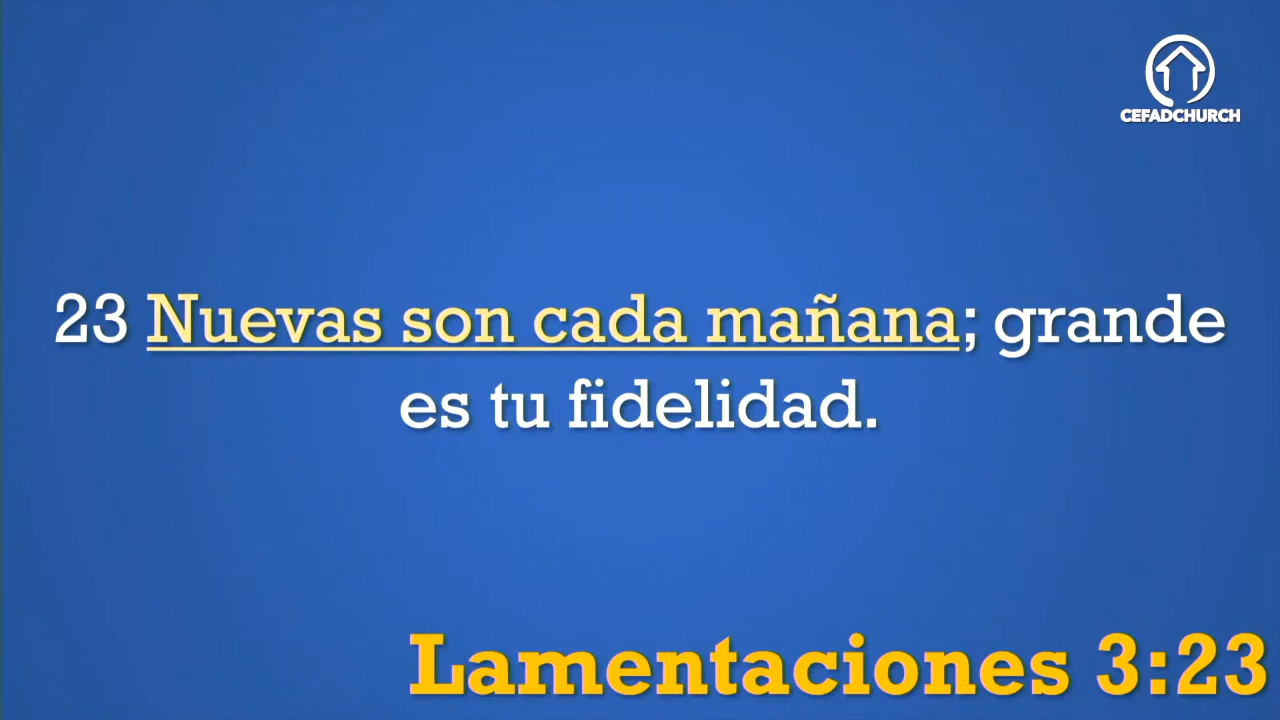 CEFADCHURCH
23 Nuevas son cada mañana; grande
es tu fidelidad.
Lamentaciones 3:23